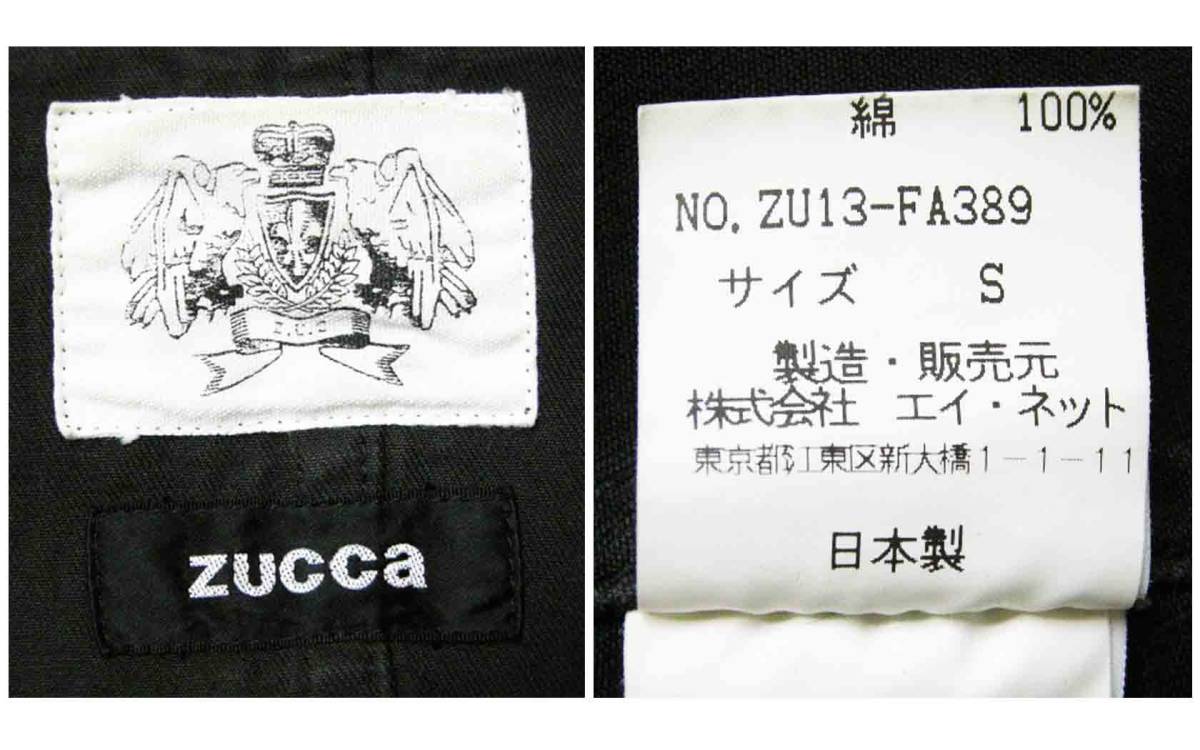 zucca
綿 100%
NO. ZU13-FA389
サイズ S
製造・販売元
株式会社 エイ・ネット
東京都江東区新大橋1-1-11
日本製